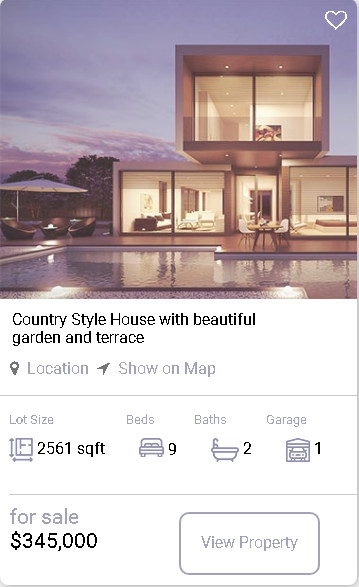 Country Style House with beautiful
garden and terrace
Location Show on Map
Lot Size Beds Baths Garage
2561 sqft 9 2 1
for sale
$345,000
View Property